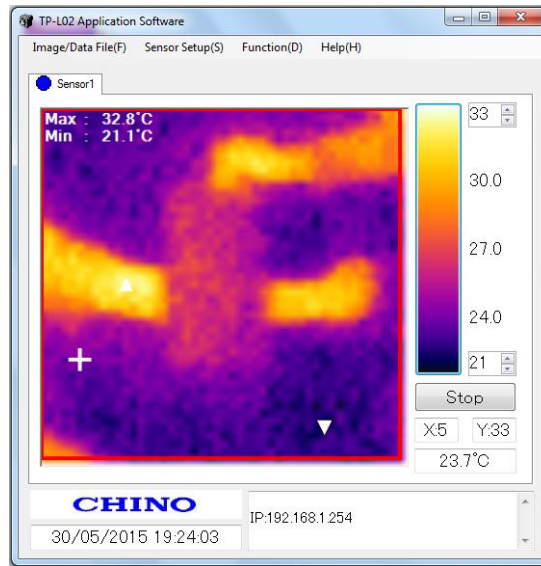 TP-L02 Application Software
Image/Data File(F) Sensor Setup(S) Function(D) Help(H)
Sensor1
Max : 32.8°C
Min : 21.1°C
33
30.0
27.0
24.0
21
Stop
X:5 Y:33
23.7°C
CHINO
IP:192.168.1.254
30/05/2015 19:24:03